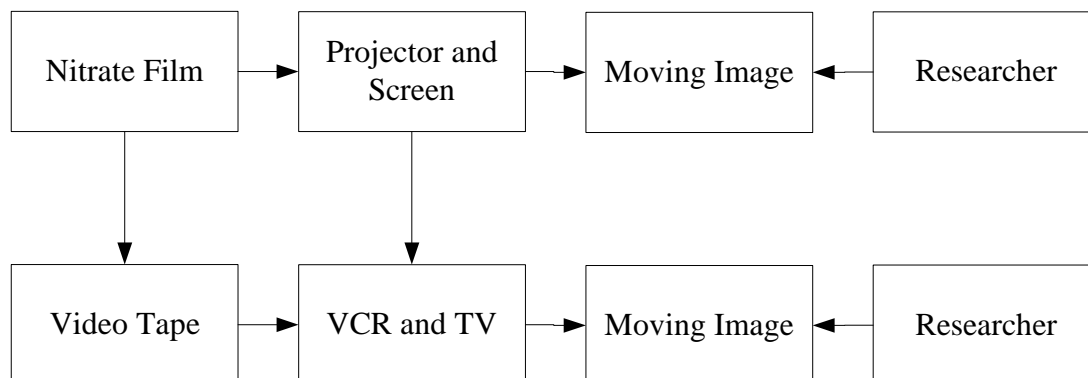 Nitrate Film
Projector and
Screen
Moving Image
Researcher
Video Tape
VCR and TV
Moving Image
Researcher